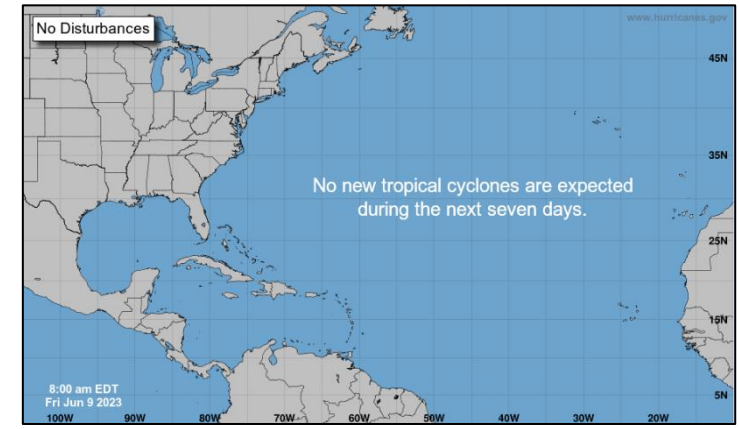 No Disturbances
www.hurricanes.gov
45N
35N
No new tropical cyclones are expected
during the next seven days.
25N
15N
8:00 am EDT
Fri Jun 9 2023
5N
100W 90W 80W 70W 60W 50W 40W 30W 20W